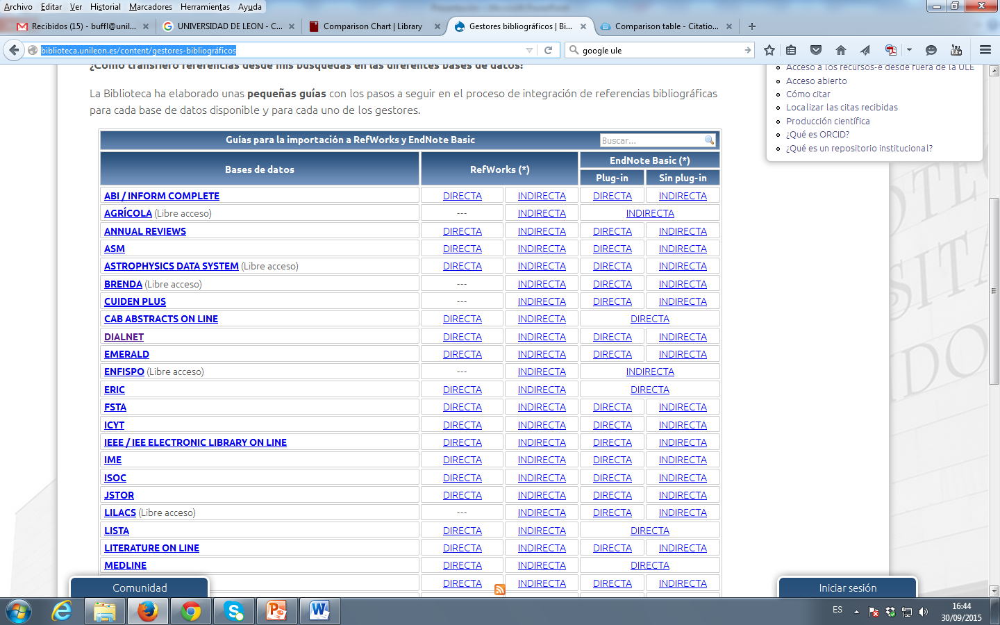 Archivo Editar Ver Historial Marcadores Herramientas Ayuda
Recibidos (15) - buffl@unil... UNIVERSIDAD DE LEON - C... Comparison Chart | Library Gestores bibliográficos | Bi... Comparison table - Citatio...
biblioteca.unileon.es/content/gestores-bibliográficos google ule
¿Cómo transfiero referencias desde mis búsquedas en las diferentes bases de datos?
La Biblioteca ha elaborado unas pequeñas guías con los pasos a seguir en el proceso de integración de referencias bibliográficas
para cada base de datos disponible y para cada uno de los gestores.
Guías para la importación a RefWorks y EndNote Basic Buscar...
Bases de datos RefWorks (*) EndNote Basic (*)
Plug-in Sin plug-in
ABI / INFORM COMPLETE DIRECTA INDIRECTA DIRECTA INDIRECTA
AGRÍCOLA (Libre acceso) --- INDIRECTA INDIRECTA
ANNUAL REVIEWS DIRECTA INDIRECTA DIRECTA INDIRECTA
ASM DIRECTA INDIRECTA DIRECTA INDIRECTA
ASTROPHYSICS DATA SYSTEM (Libre acceso) DIRECTA INDIRECTA DIRECTA INDIRECTA
BRENDA (Libre acceso) --- INDIRECTA DIRECTA INDIRECTA
CUIDEN PLUS --- INDIRECTA DIRECTA INDIRECTA
CAB ABSTRACTS ON LINE DIRECTA INDIRECTA DIRECTA
DIALNET DIRECTA INDIRECTA DIRECTA INDIRECTA
EMERALD DIRECTA INDIRECTA DIRECTA INDIRECTA
ENFISPO (Libre acceso) --- INDIRECTA INDIRECTA
ERIC DIRECTA INDIRECTA DIRECTA
FSTA DIRECTA INDIRECTA DIRECTA INDIRECTA
ICYT DIRECTA INDIRECTA DIRECTA INDIRECTA
IEEE / IEE ELECTRONIC LIBRARY ON LINE DIRECTA INDIRECTA DIRECTA INDIRECTA
IME DIRECTA INDIRECTA DIRECTA INDIRECTA
ISOC DIRECTA INDIRECTA DIRECTA INDIRECTA
JSTOR DIRECTA INDIRECTA DIRECTA INDIRECTA
LILACS (Libre acceso) --- INDIRECTA DIRECTA INDIRECTA
LISTA DIRECTA INDIRECTA DIRECTA
LITERATURE ON LINE DIRECTA INDIRECTA DIRECTA INDIRECTA
MEDLINE DIRECTA INDIRECTA DIRECTA
DIRECTA INDIRECTA DIRECTA INDIRECTA
Acceso a los recursos-e desde fuera de la ULE
Acceso abierto
Cómo citar
Localizar las citas recibidas
Producción científica
¿Qué es ORCID?
¿Qué es un repositorio institucional?
Comunidad Iniciar sesión
ES 16:44
30/09/2015